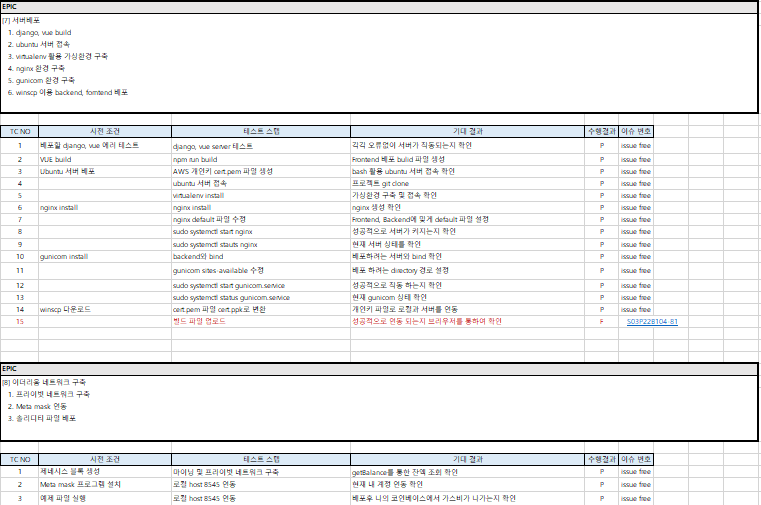 EPIC
[7] 서버배포
1. django, vue build
2. ubuntu 서버 접속
3. virtualenv 활용 가상환경 구축
4. nginx 환경 구축
5. gunicorn 환경 구축
6. winscp 이용 backend, forntend 배포
TC NO 사전 조건 테스트 스텝 기대 결과 수행결과 이슈 번호
1 배포할 django, vue 에러 테스트 django, vue server 테스트 각각 오류없이 서버가 작동되는지 확인 P issue free
2 VUE build npm run build Frontend 배포 bulid 파일 생성 P issue free
3 Ubuntu 서버 배포 AWS 개인키 cert.pem 파일 생성 bash 활용 ubuntu 서버 접속 확인 P issue free
4 ubuntu 서버 접속 프로젝트 git clone P issue free
5 virtualenv install 가상환경 구축 및 접속 확인 P issue free
6 nginx install nginx install nginx 생성 확인 P issue free
7 nginx default 파일 수정 Frontend, Backend에 맞게 default 파일 설정 P issue free
8 sudo systemctl start nginx 성공적으로 서버가 켜지는지 확인 P issue free
9 sudo systemctl stauts nginx 현재 서버 상태를 확인 P issue free
10 gunicorn install backend와 bind 배포하려는 서버와 bind 확인 P issue free
11 gunicorn sites-available 수정 배포 하려는 directory 경로 설정 P issue free
12 sudo systemctl start gunicorn.service 성공적으로 작동 하는지 확인 P issue free
13 sudo systemctl status gunicorn.service 현재 gunicorn 상태 확인 P issue free
14 winscp 다운로드 cert.pem 파일 cert.ppk로 변환 개인키 파일로 로컬과 서버를 연동 P issue free
15 빌드 파일 업로드 성공적으로 연동 되는지 브라우저를 통하여 확인 F S03P22B104-81
EPIC
[8] 이더리움 네트워크 구축
1. 프라이빗 네트워크 구축
2. Meta mask 연동
3. 솔리디티 파일 배포
TC NO 사전 조건 테스트 스텝 기대 결과 수행결과 이슈 번호
1 제네시스 블록 생성 마이닝 및 프라이빗 네트워크 구축 getBalance를 통한 잔액 조회 확인 P issue free
2 Meta mask 프로그램 설치 로컬 host 8545 연동 현재 내 계정 연동 확인 P issue free
3 예제 파일 실행 로컬 host 8545 연동 배포후 나의 코인베이스에서 가스비가 나가는지 확인 P issue free